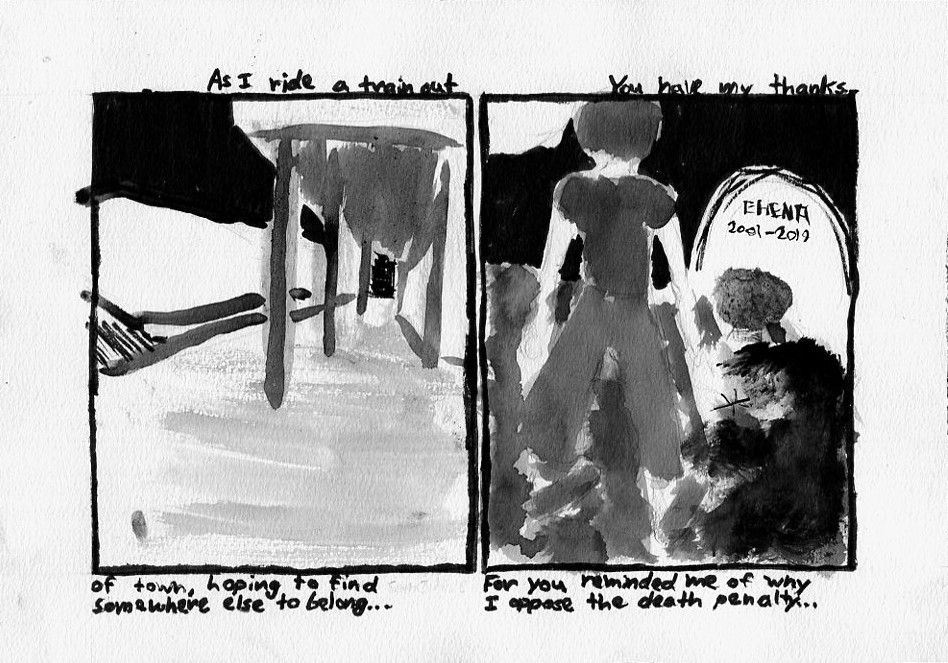 As I ride a train out
of town, hoping to find
somewhere else to belong...
You have my thanks
2001-2019
For you reminded me of why
I oppose the death penalty...